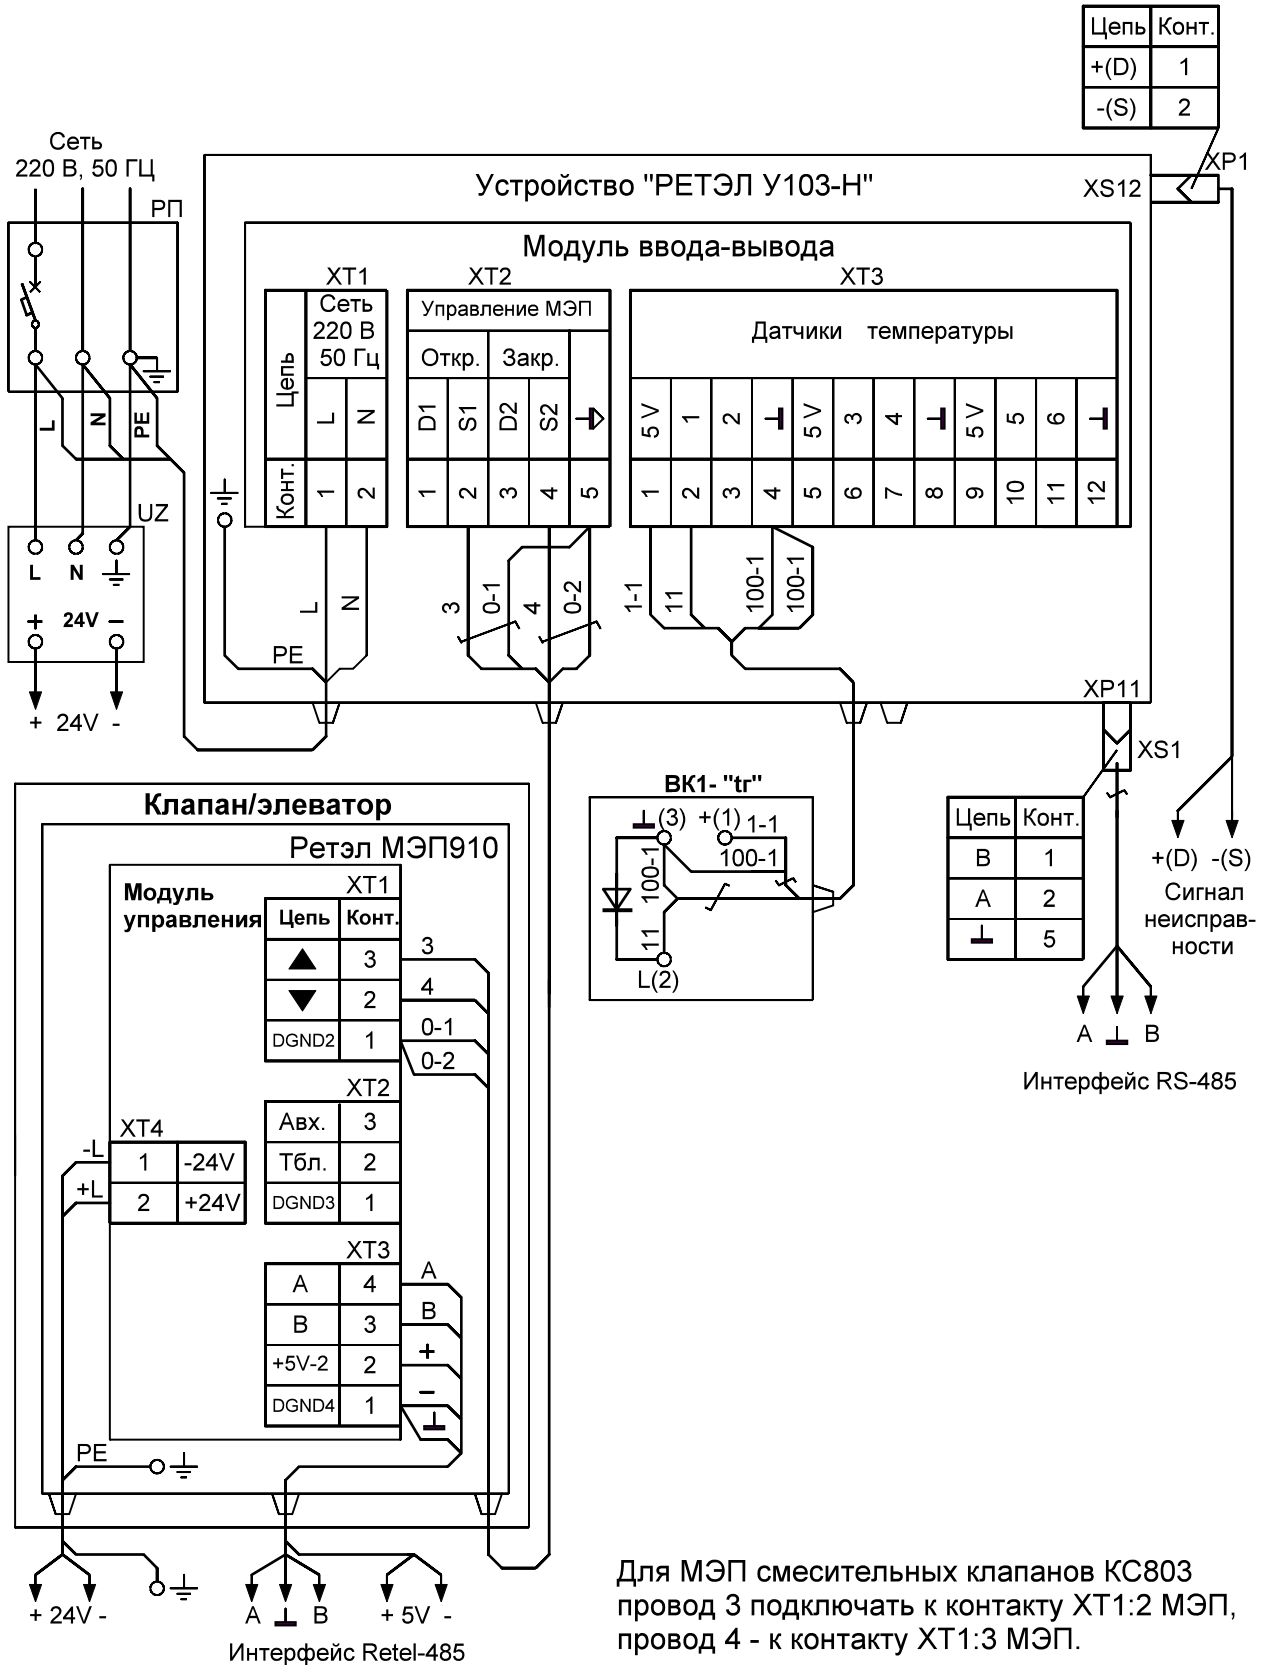 Цепь Конт.
+(D) 1
-(S) 2
Сеть
220 В, 50 ГЦ
РП
XP1
XS12
Устройство "РЕТЭЛ У103-Н"
Модуль ввода-вывода
XT1
XT2
XT3
Цепь
Сеть
220 В
50 Гц
L N
Конт.
1 2
Управление МЭП
Откр. Закр.
D1 S1 D2 S2
1 2 3 4 5
Датчики температуры
5 V 1 2 5 V 3 4 5 V 5 6
1 2 3 4 5 6 7 8 9 10 11 12
L N PE
UZ
L N
+ 24V −
+ 24V -
PE
L
N
3
0-1
4
0-2
1-1
11
100-1
100-1
XP11
XS1
Цепь Конт.
B 1
A 2
5
+(D) -(S)
Сигнал
неисправ-
ности
A B
Интерфейс RS-485
ВК1- "tг"
(3) +(1) 1-1
100-1
100-1
11
L(2)
Клапан/элеватор
Ретэл МЭП910
Модуль
управления
XT1
Цепь Конт.
▲ 3
▼ 2
DGND2 1
3
4
0-1
0-2
XT2
Авх. 3
Тбл. 2
DGND3 1
XT4
-L
1 -24V
+L
2 +24V
XT3
A 4
B 3
+5V-2 2
DGND4 1
A
B
+
−
PE
+ 24V -
A B
+ 5V -
Интерфейс Retel-485
Для МЭП смесительных клапанов КС803
провод 3 подключать к контакту XT1:2 МЭП,
провод 4 - к контакту XT1:3 МЭП.